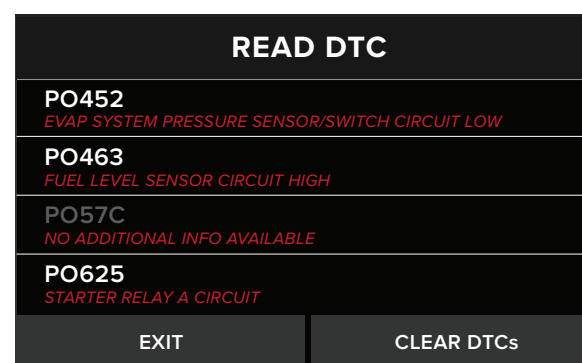 READ DTC
PO452
EVAP SYSTEM PRESSURE SENSOR/SWITCH CIRCUIT LOW
PO463
FUEL LEVEL SENSOR CIRCUIT HIGH
PO57C
NO ADDITIONAL INFO AVAILABLE
PO625
STARTER RELAY A CIRCUIT
EXIT CLEAR DTCs